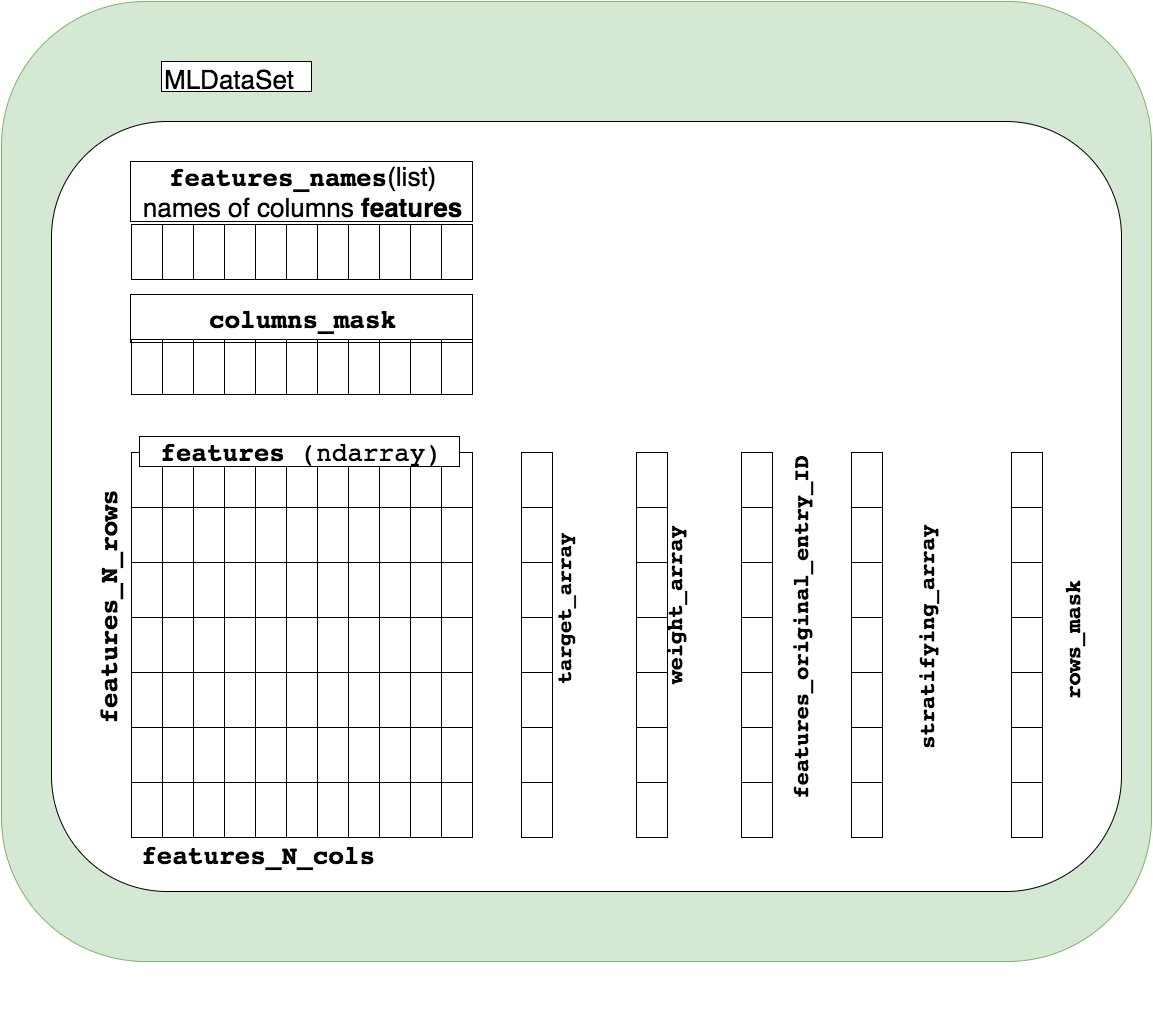 MLDataSet
features_names(list)
names of columns features
columns_mask
features (ndarray)
features_N_rows
target_array
weight_array
features_original_entry_ID
stratifying_array
rows_mask
features_N_cols